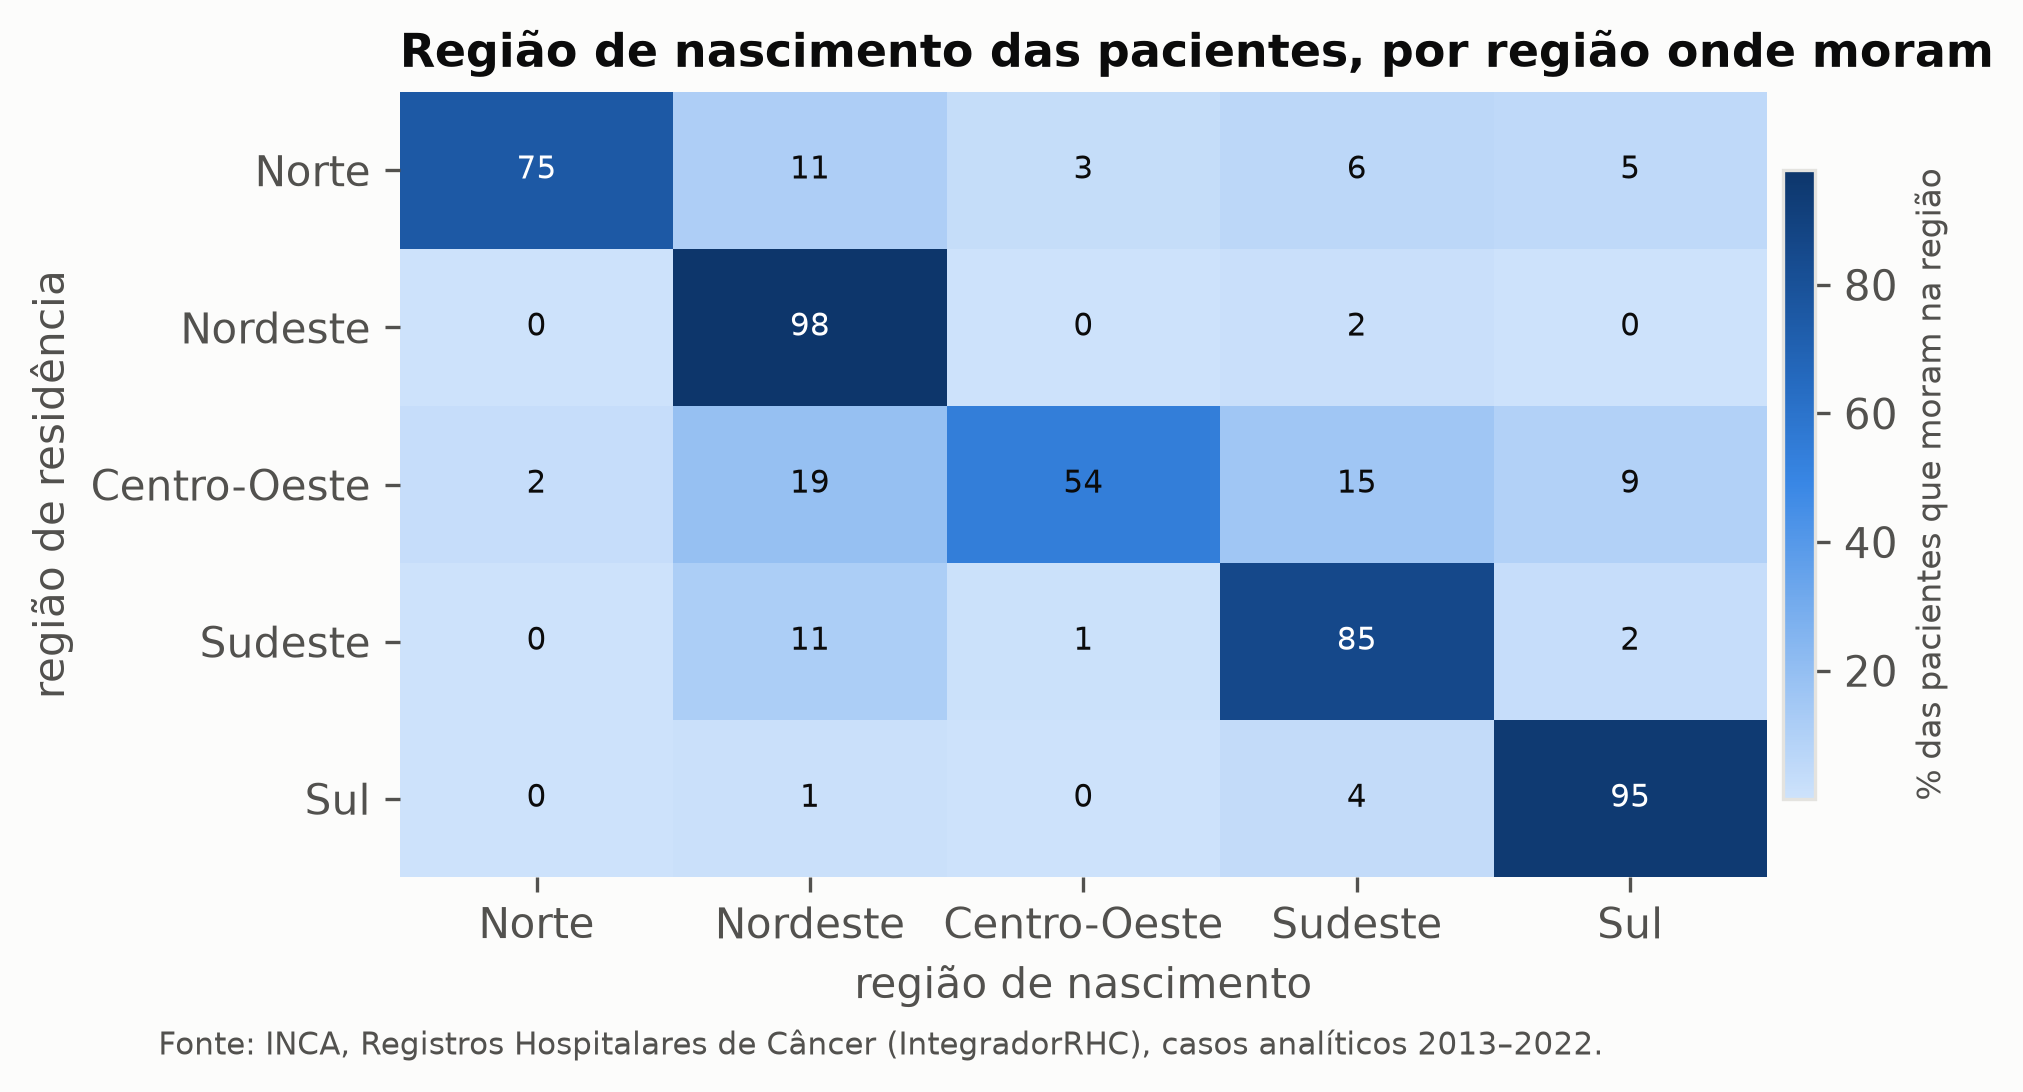 Região de nascimento das pacientes, por região onde moram
região de residência
Norte 75 11 3 6 5
Nordeste 0 98 0 2 0
Centro-Oeste 2 19 54 15 9
Sudeste 0 11 1 85 2
Sul 0 1 0 4 95
Norte Nordeste Centro-Oeste Sudeste Sul
região de nascimento
80
60
40
20
% das pacientes que moram na região
Fonte: INCA, Registros Hospitalares de Câncer (IntegradorRHC), casos analíticos 2013–2022.